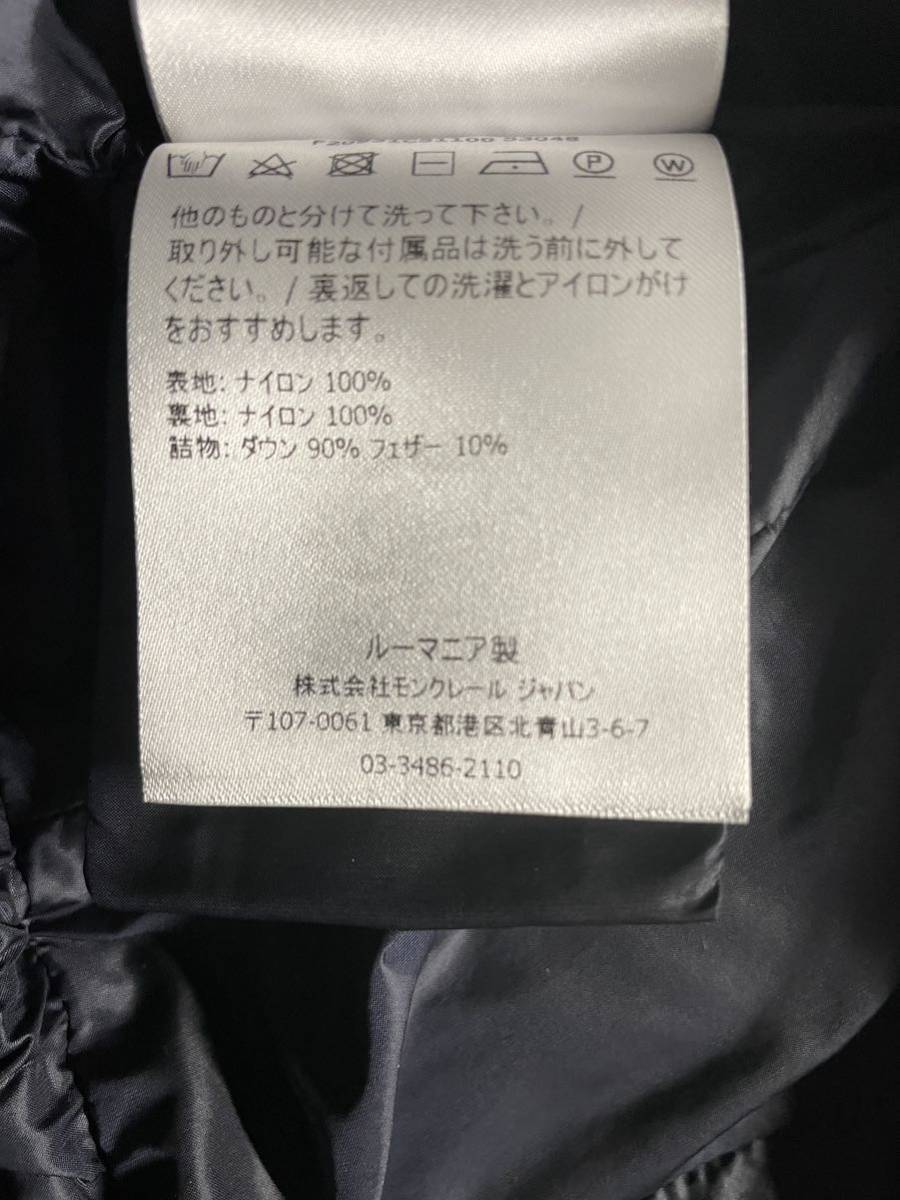 P
W
他のものと分けて洗って下さい。/
取り外し可能な付属品は洗う前に外して
ください。/ 裏返しての洗濯とアイロンがけ
をおすすめします。
表地: ナイロン 100%
裏地: ナイロン 100%
詰物: ダウン 90% フェザー 10%
ルーマニア製
株式会社モンクレール ジャパン
〒107-0061 東京都港区北青山3-6-7
03-3486-2110